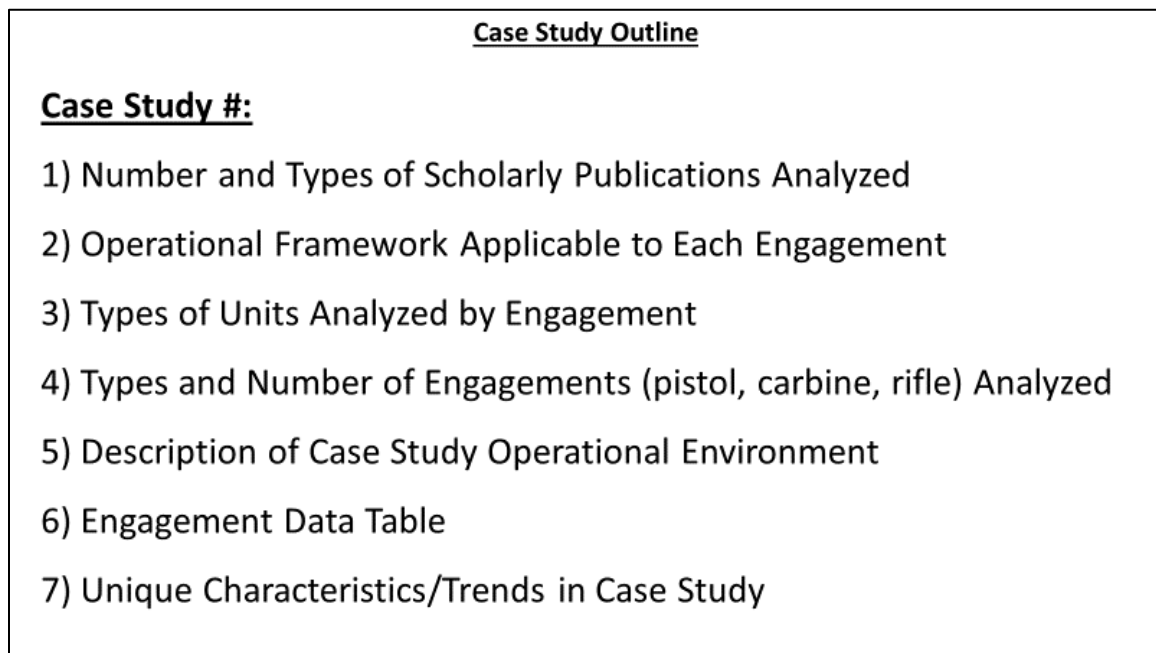 Case Study Outline
Case Study #:
1) Number and Types of Scholarly Publications Analyzed
2) Operational Framework Applicable to Each Engagement
3) Types of Units Analyzed by Engagement
4) Types and Number of Engagements (pistol, carbine, rifle) Analyzed
5) Description of Case Study Operational Environment
6) Engagement Data Table
7) Unique Characteristics/Trends in Case Study